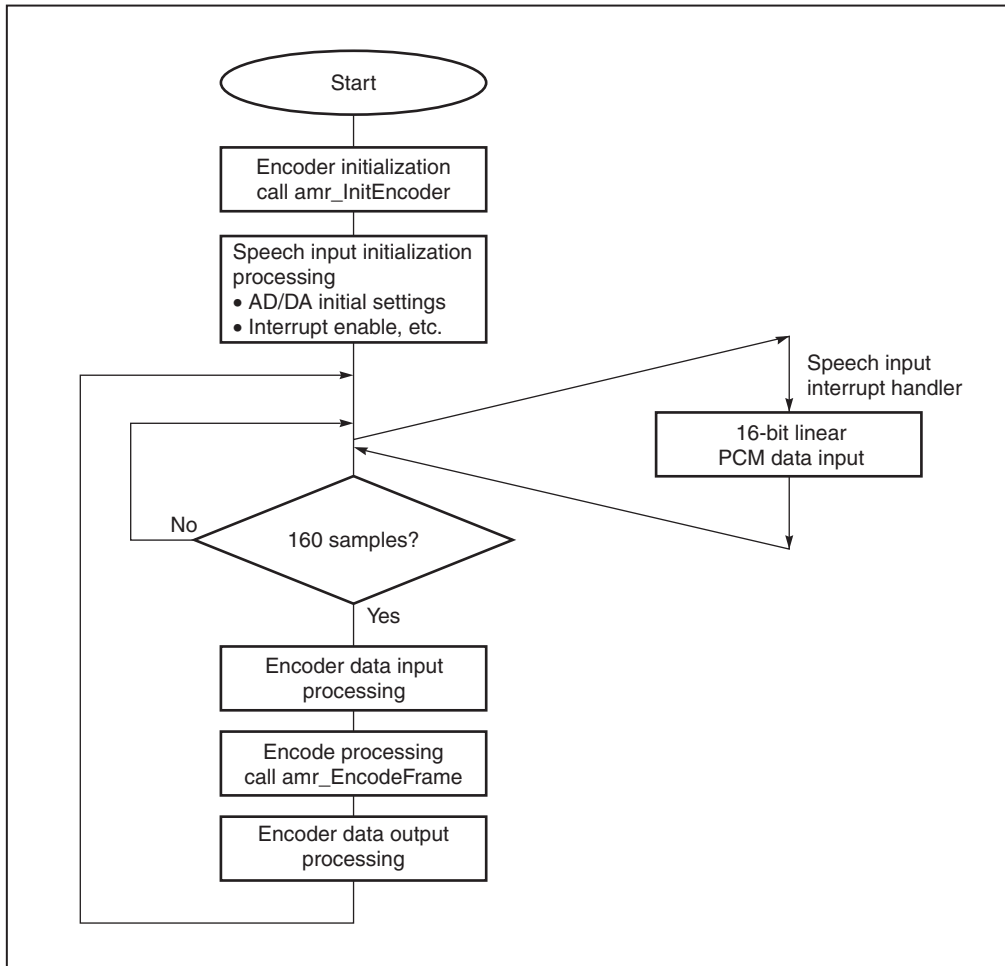 Start
Encoder initialization
call amr_InitEncoder
Speech input initialization
processing
• AD/DA initial settings
• Interrupt enable, etc.
Speech input
interrupt handler
16-bit linear
PCM data input
No
160 samples?
Yes
Encoder data input
processing
Encode processing
call amr_EncodeFrame
Encoder data output
processing